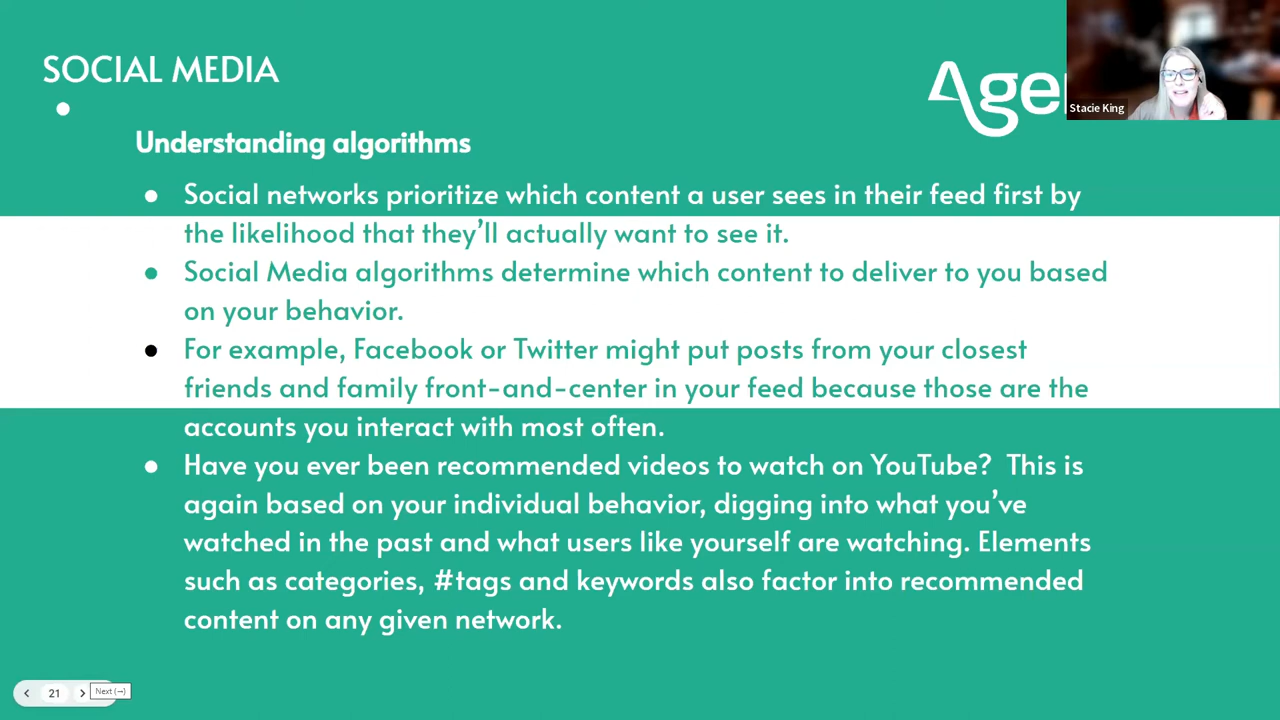 SOCIAL MEDIA
Stacie King
Understanding algorithms
● Social networks prioritize which content a user sees in their feed first by
the likelihood that they'll actually want to see it.
● Social Media algorithms determine which content to deliver to you based
on your behavior.
● For example, Facebook or Twitter might put posts from your closest
friends and family front-and-center in your feed because those are the
accounts you interact with most often.
● Have you ever been recommended videos to watch on YouTube?  This is
again based on your individual behavior, digging into what you've
watched in the past and what users like yourself are watching. Elements
such as categories, #tags and keywords also factor into recommended
content on any given network.
21
Next (→)